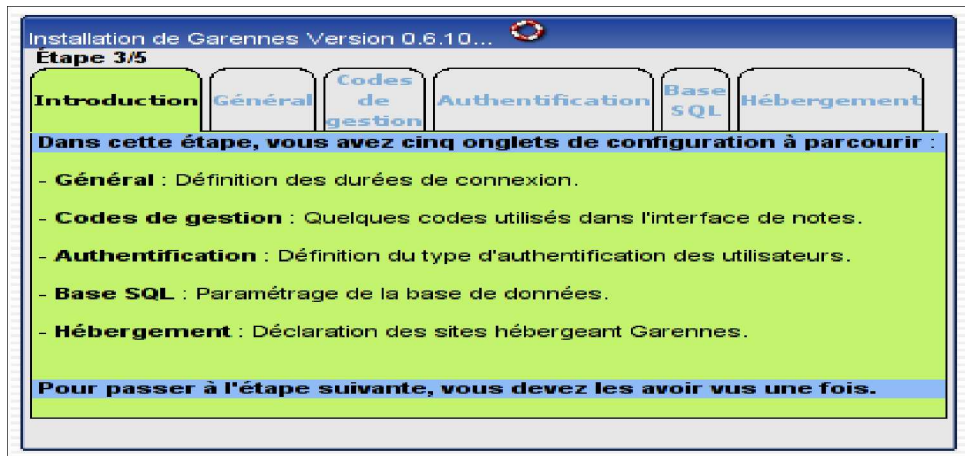 Installation de Garennes Version 0.6.10...
Étape 3/5
Introduction Général Codes de gestion Authentification Base SQL Hébergement
Dans cette étape, vous avez cinq onglets de configuration à parcourir :
- Général : Définition des durées de connexion.
- Codes de gestion : Quelques codes utilisés dans l'interface de notes.
- Authentification : Définition du type d'authentification des utilisateurs.
- Base SQL : Paramétrage de la base de données.
- Hébergement : Déclaration des sites hébergeant Garennes.
Pour passer à l'étape suivante, vous devez les avoir vus une fois.